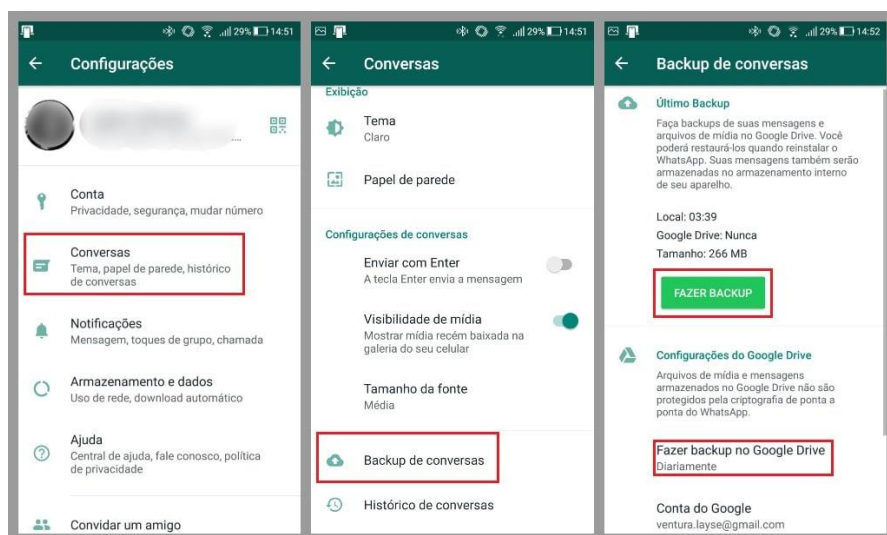 29% 14:51
Configurações
Conta
Privacidade, segurança, mudar número
Conversas
Tema, papel de parede, histórico
de conversas
Notificações
Mensagem, toques de grupo, chamada
Armazenamento e dados
Uso de rede, download automático
Ajuda
Central de ajuda, fale conosco, política
de privacidade
Convidar um amigo
29% 14:51
Conversas
Exibição
Tema
Claro
Papel de parede
Configurações de conversas
Enviar com Enter
A tecla Enter envia a mensagem
Visibilidade de mídia
Mostrar mídia recém baixada na
galeria do seu celular
Tamanho da fonte
Média
Backup de conversas
Histórico de conversas
29% 14:52
Backup de conversas
Último Backup
Faça backups de suas mensagens e
arquivos de mídia no Google Drive. Você
poderá restaurá-los quando reinstalar o
WhatsApp. Suas mensagens também serão
armazenadas no armazenamento interno
de seu aparelho.
Local: 03:39
Google Drive: Nunca
Tamanho: 266 MB
FAZER BACKUP
Configurações do Google Drive
Arquivos de mídia e mensagens
armazenados no Google Drive não são
protegidos pela criptografia de ponta a
ponta do WhatsApp.
Fazer backup no Google Drive
Diariamente
Conta do Google
ventura.layse@gmail.com